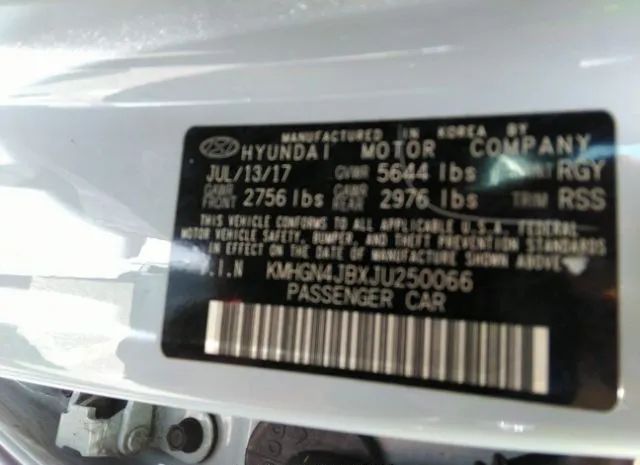 MANUFACTURED IN KOREA BY
HYUNDAI MOTOR COMPANY
JUL/13/17 GVWR 5644 lbs PAINT RGY
GAWR FRONT 2756 lbs GAWR REAR 2976 lbs TRIM RSS
THIS VEHICLE CONFORMS TO ALL APPLICABLE U.S.A. FEDERAL
MOTOR VEHICLE SAFETY, BUMPER, AND THEFT PREVENTION STANDARDS
IN EFFECT ON THE DATE OF MANUFACTURE SHOWN ABOVE
V.I.N KMHGN4JBXJU250066
PASSENGER CAR